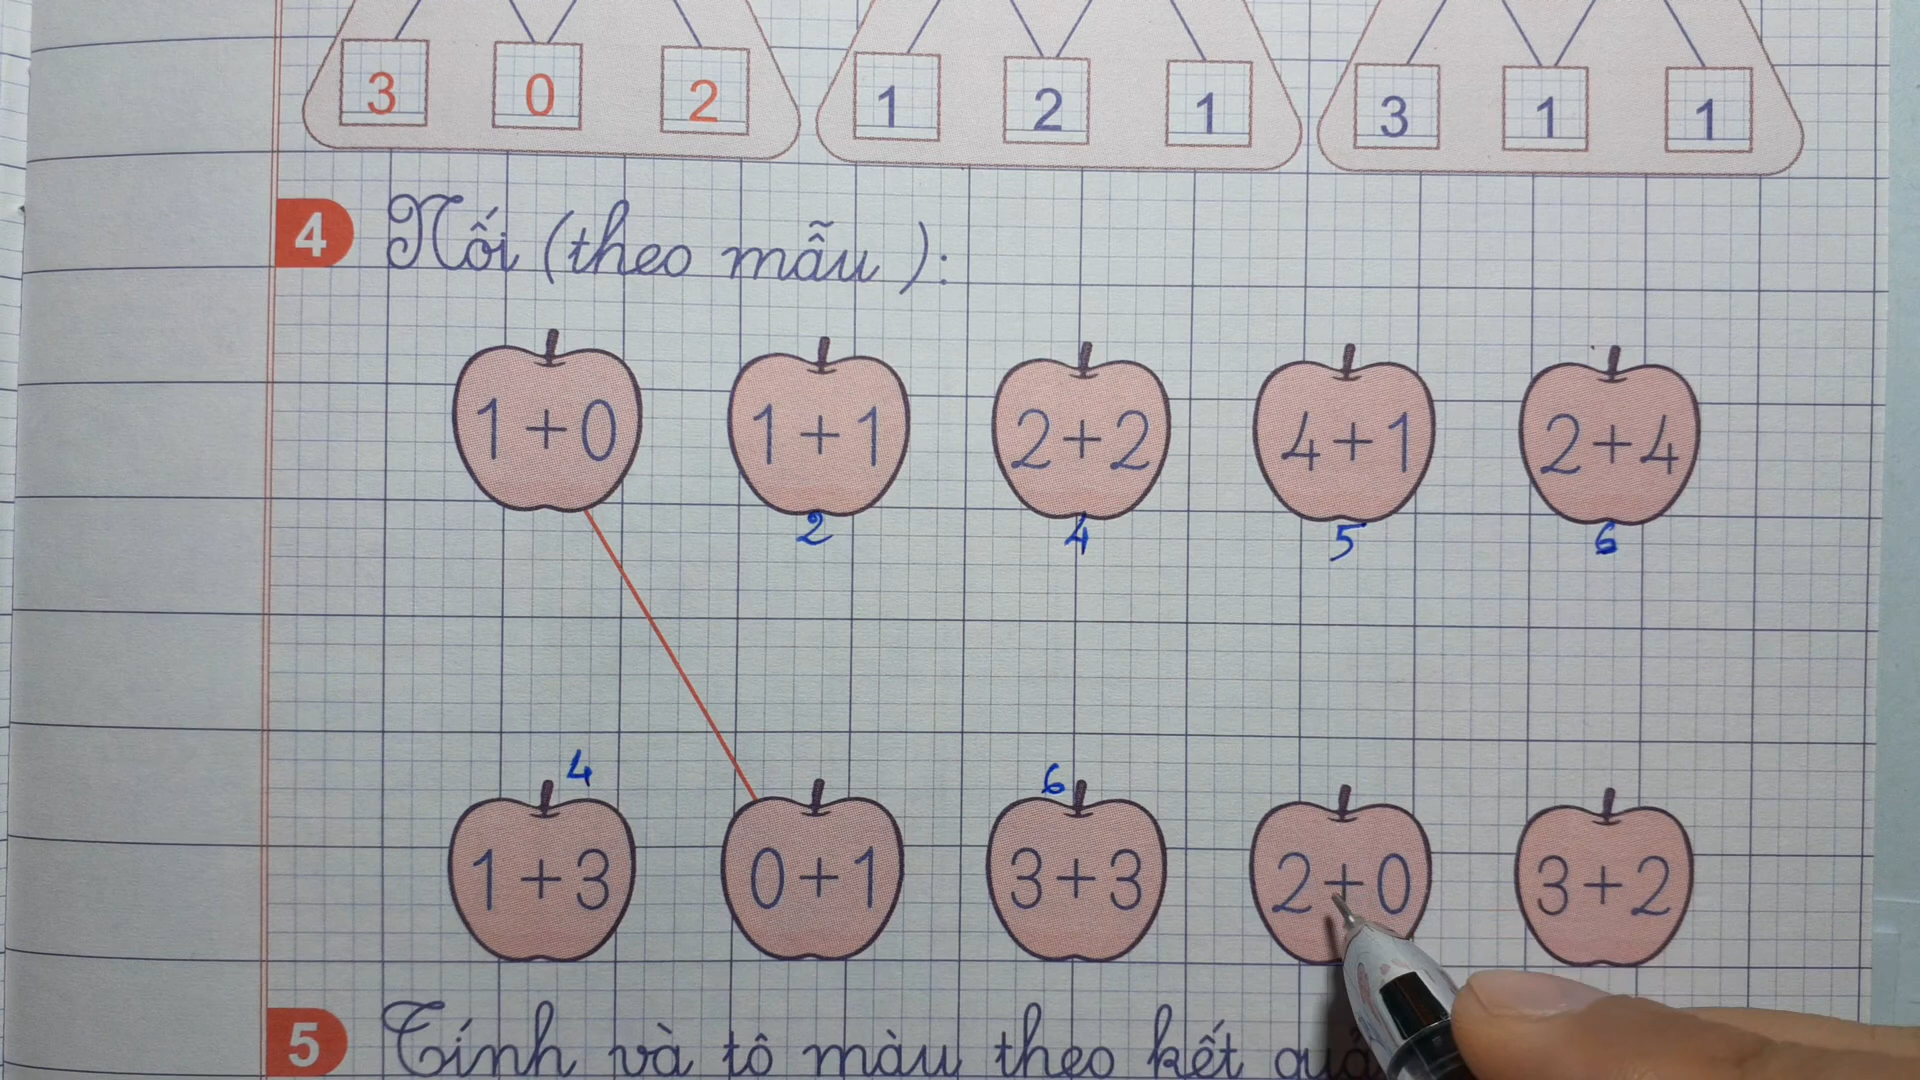 3 0 2 1 2 1 3 1 1
4 Nối (theo mẫu):
1+0 1+1 2+2 4+1 2+4
2 4 5 6
4 6
1+3 0+1 3+3 2+0 3+2
5 Tính và tô màu theo kết quả